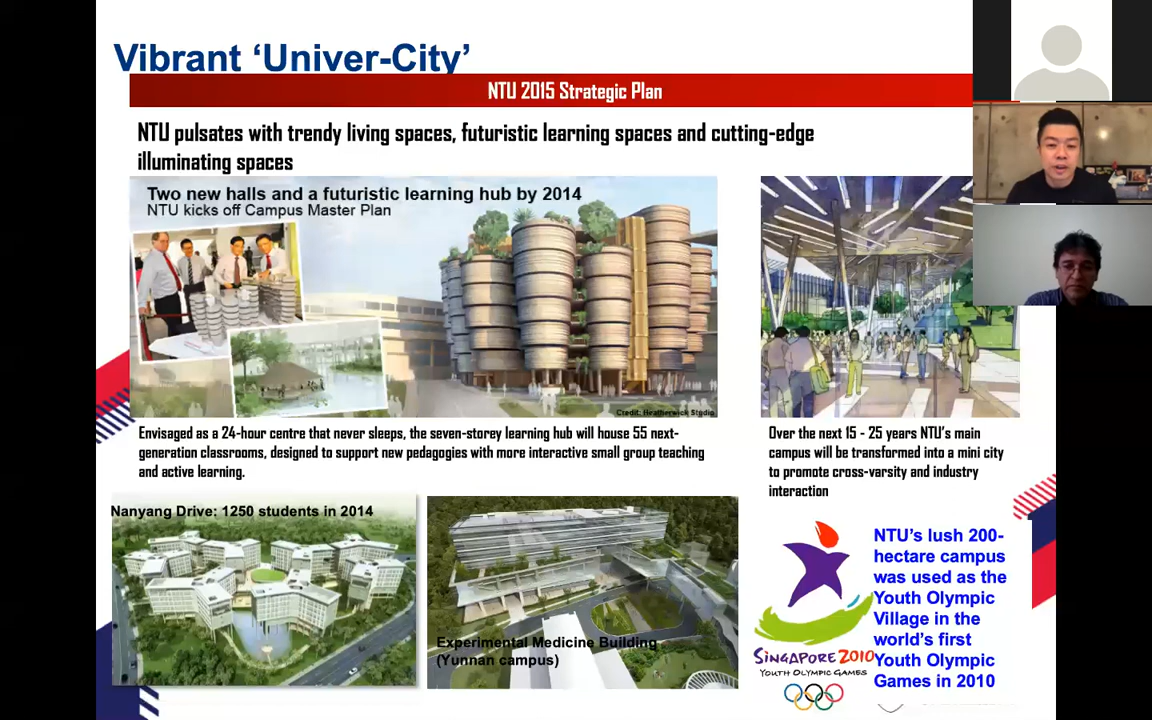 Vibrant ‘Univer-City’
NTU 2015 Strategic Plan
NTU pulsates with trendy living spaces, futuristic learning spaces and cutting-edge
illuminating spaces
Two new halls and a futuristic learning hub by 2014
NTU kicks off Campus Master Plan
Credit: Heatherwick Studio
Envisaged as a 24-hour centre that never sleeps, the seven-storey learning hub will house 55 next-
generation classrooms, designed to support new pedagogies with more interactive small group teaching
and active learning.
Over the next 15 - 25 years NTU’s main
campus will be transformed into a mini city
to promote cross-varsity and industry
interaction
Nanyang Drive: 1250 students in 2014
Experimental Medicine Building
(Yunnan campus)
SINGAPORE 2010
YOUTH OLYMPIC GAMES
NTU’s lush 200-
hectare campus
was used as the
Youth Olympic
Village in the
world’s first
Youth Olympic
Games in 2010